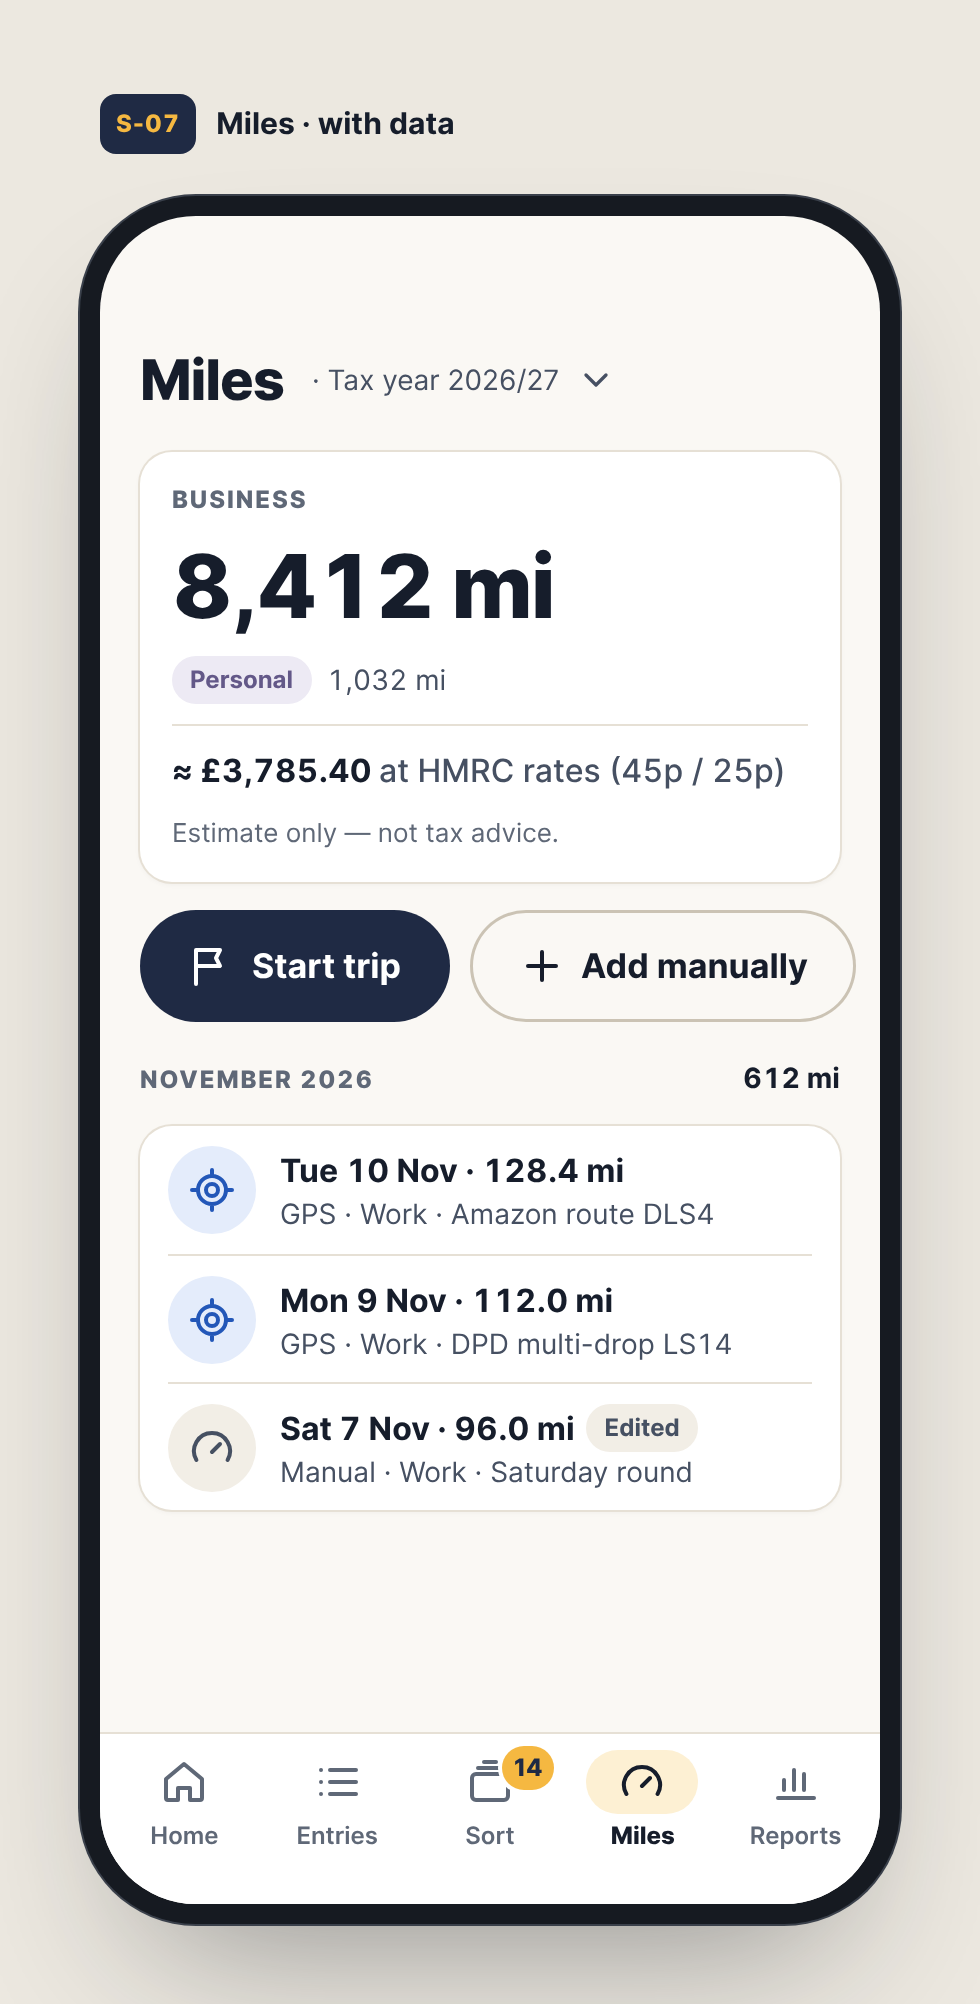 S-07 Miles · with data
Miles · Tax year 2026/27
BUSINESS
8,412 mi
Personal 1,032 mi
≈ £3,785.40 at HMRC rates (45p / 25p)
Estimate only — not tax advice.
Start trip
Add manually
NOVEMBER 2026 612 mi
Tue 10 Nov · 128.4 mi
GPS · Work · Amazon route DLS4
Mon 9 Nov · 112.0 mi
GPS · Work · DPD multi-drop LS14
Sat 7 Nov · 96.0 mi Edited
Manual · Work · Saturday round
14
Home Entries Sort Miles Reports